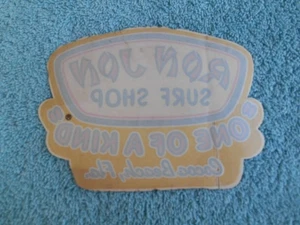 RON JON
SURF SHOP
"ONE OF A KIND"
Cocoa Beach, Fla.